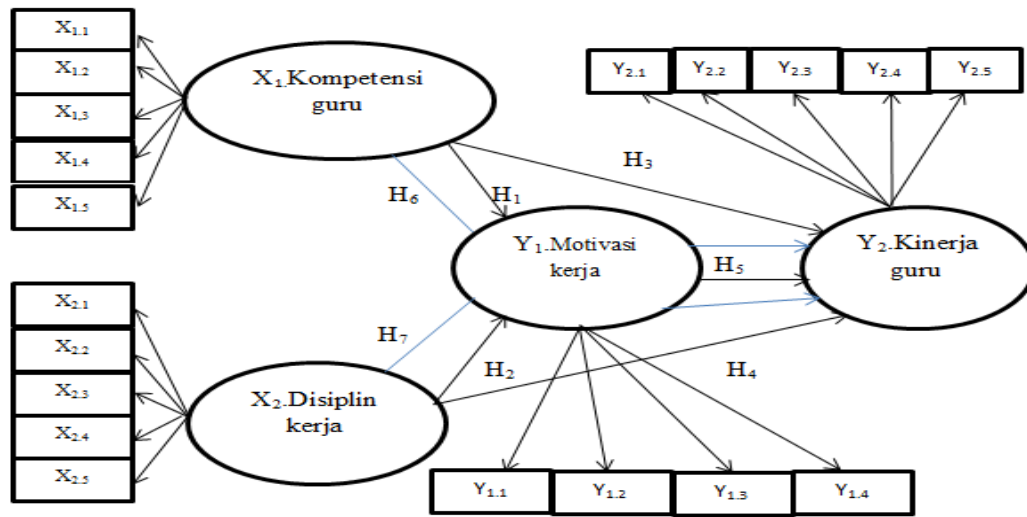 X₁.₁
X₁.₂
X₁,₃
X₁.₄
X₁.₅
X₁.Kompetensi
guru
Y₂.₁
Y₂.₂
Y₂.₃
Y₂.₄
Y₂.₅
H₃
H₆
H₁
Y₁.Motivasi
kerja
H₅
Y₂.Kinerja
guru
X₂.₁
X₂.₂
X₂.₃
X₂.₄
X₂.₅
H₇
H₂
H₄
X₂.Disiplin
kerja
Y₁.₁
Y₁.₂
Y₁.₃
Y₁.₄